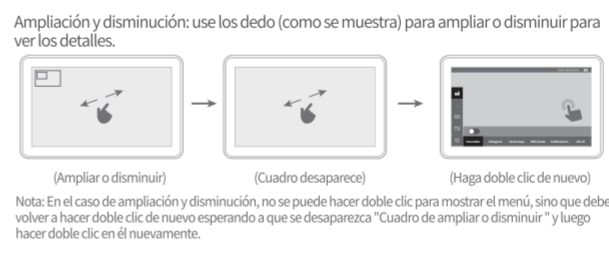 Ampliación y disminución: use los dedo (como se muestra) para ampliar o disminuir para
ver los detalles.
(Ampliar o disminuir)
(Cuadro desaparece)
(Haga doble clic de nuevo)
Nota: En el caso de ampliación y disminución, no se puede hacer doble clic para mostrar el menú, sino que debe
volver a hacer doble clic de nuevo esperando a que se desaparezca "Cuadro de ampliar o disminuir " y luego
hacer doble clic en él nuevamente.